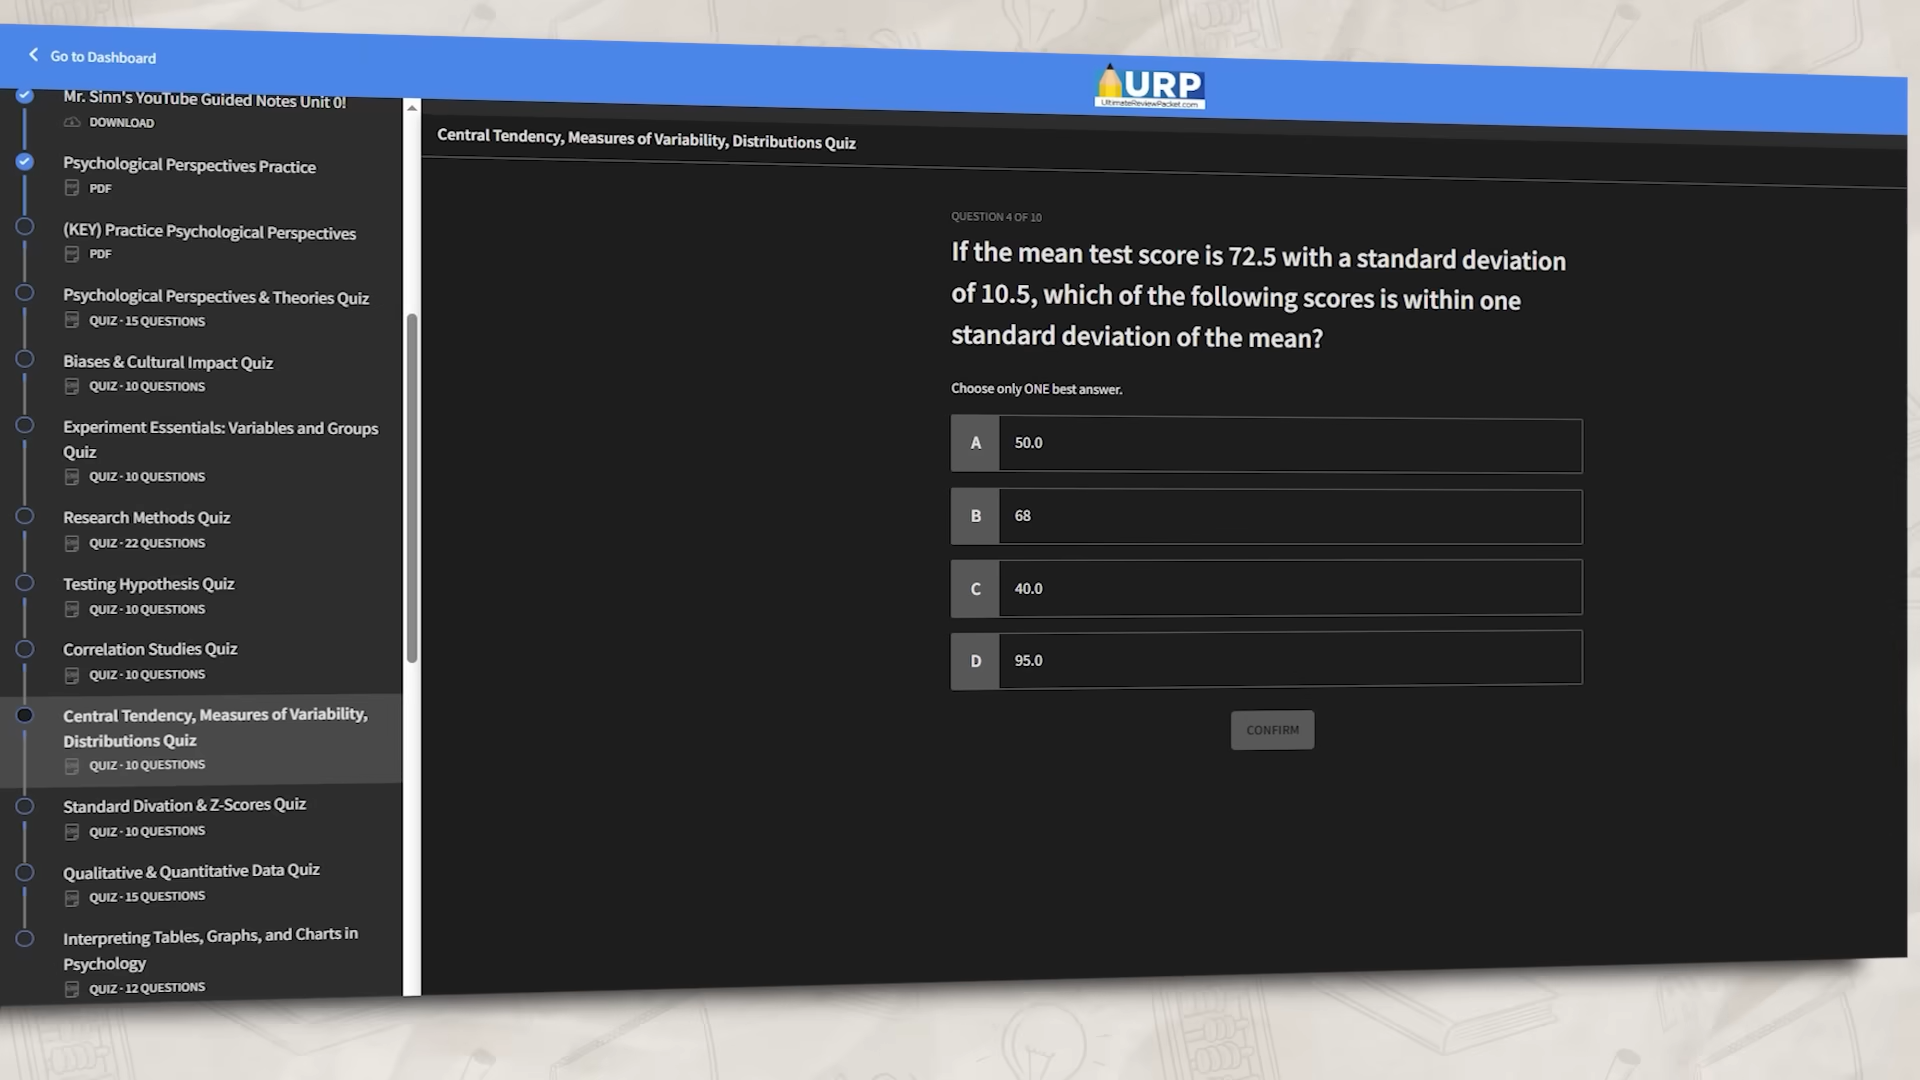 Go to Dashboard
URP
UltimateReviewPacket.com
Mr. Sinn's YouTube Guided Notes Unit 0!
DOWNLOAD
Psychological Perspectives Practice
PDF
(KEY) Practice Psychological Perspectives
PDF
Psychological Perspectives & Theories Quiz
QUIZ - 15 QUESTIONS
Biases & Cultural Impact Quiz
QUIZ - 10 QUESTIONS
Experiment Essentials: Variables and Groups
Quiz
QUIZ - 10 QUESTIONS
Research Methods Quiz
QUIZ - 22 QUESTIONS
Testing Hypothesis Quiz
QUIZ - 10 QUESTIONS
Correlation Studies Quiz
QUIZ - 10 QUESTIONS
Central Tendency, Measures of Variability,
Distributions Quiz
QUIZ - 10 QUESTIONS
Standard Divation & Z-Scores Quiz
QUIZ - 10 QUESTIONS
Qualitative & Quantitative Data Quiz
QUIZ - 15 QUESTIONS
Interpreting Tables, Graphs, and Charts in
Psychology
QUIZ - 12 QUESTIONS
Central Tendency, Measures of Variability, Distributions Quiz
QUESTION 4 OF 10
If the mean test score is 72.5 with a standard deviation
of 10.5, which of the following scores is within one
standard deviation of the mean?
Choose only ONE best answer.
A 50.0
B 68
C 40.0
D 95.0
CONFIRM